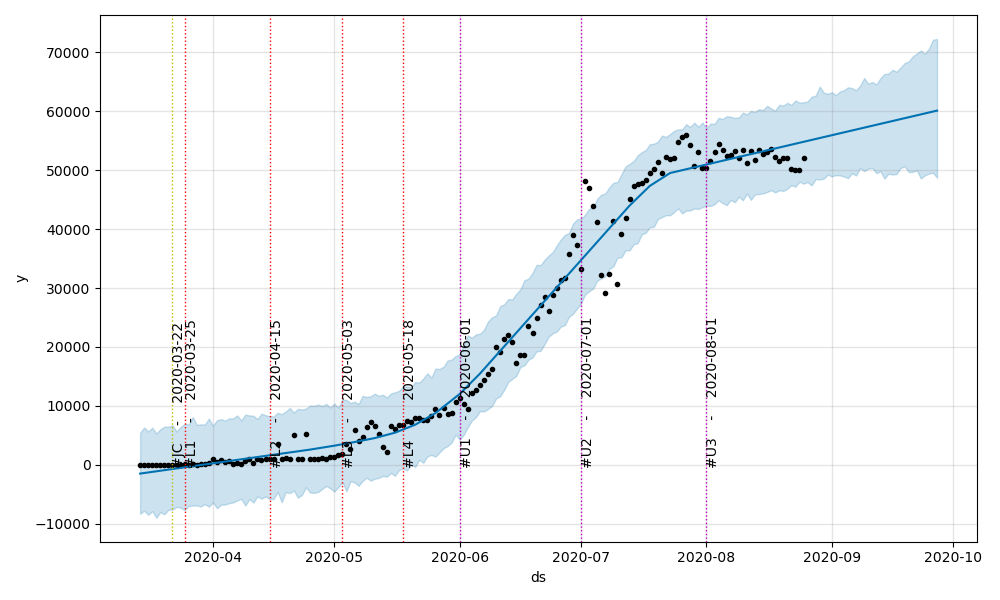 70000
60000
50000
40000
30000
20000
10000
0
−10000
y
#JC - 2020-03-22
#L1 - 2020-03-25
2 - 2020-04-15
#L - 2020-05-03
#L4 - 2020-05-18
#U1 - 2020-06-01
#U2 - 2020-07-01
#U3 - 2020-08-01
2020-04
2020-05
2020-06
2020-07
2020-08
2020-09
2020-10
ds